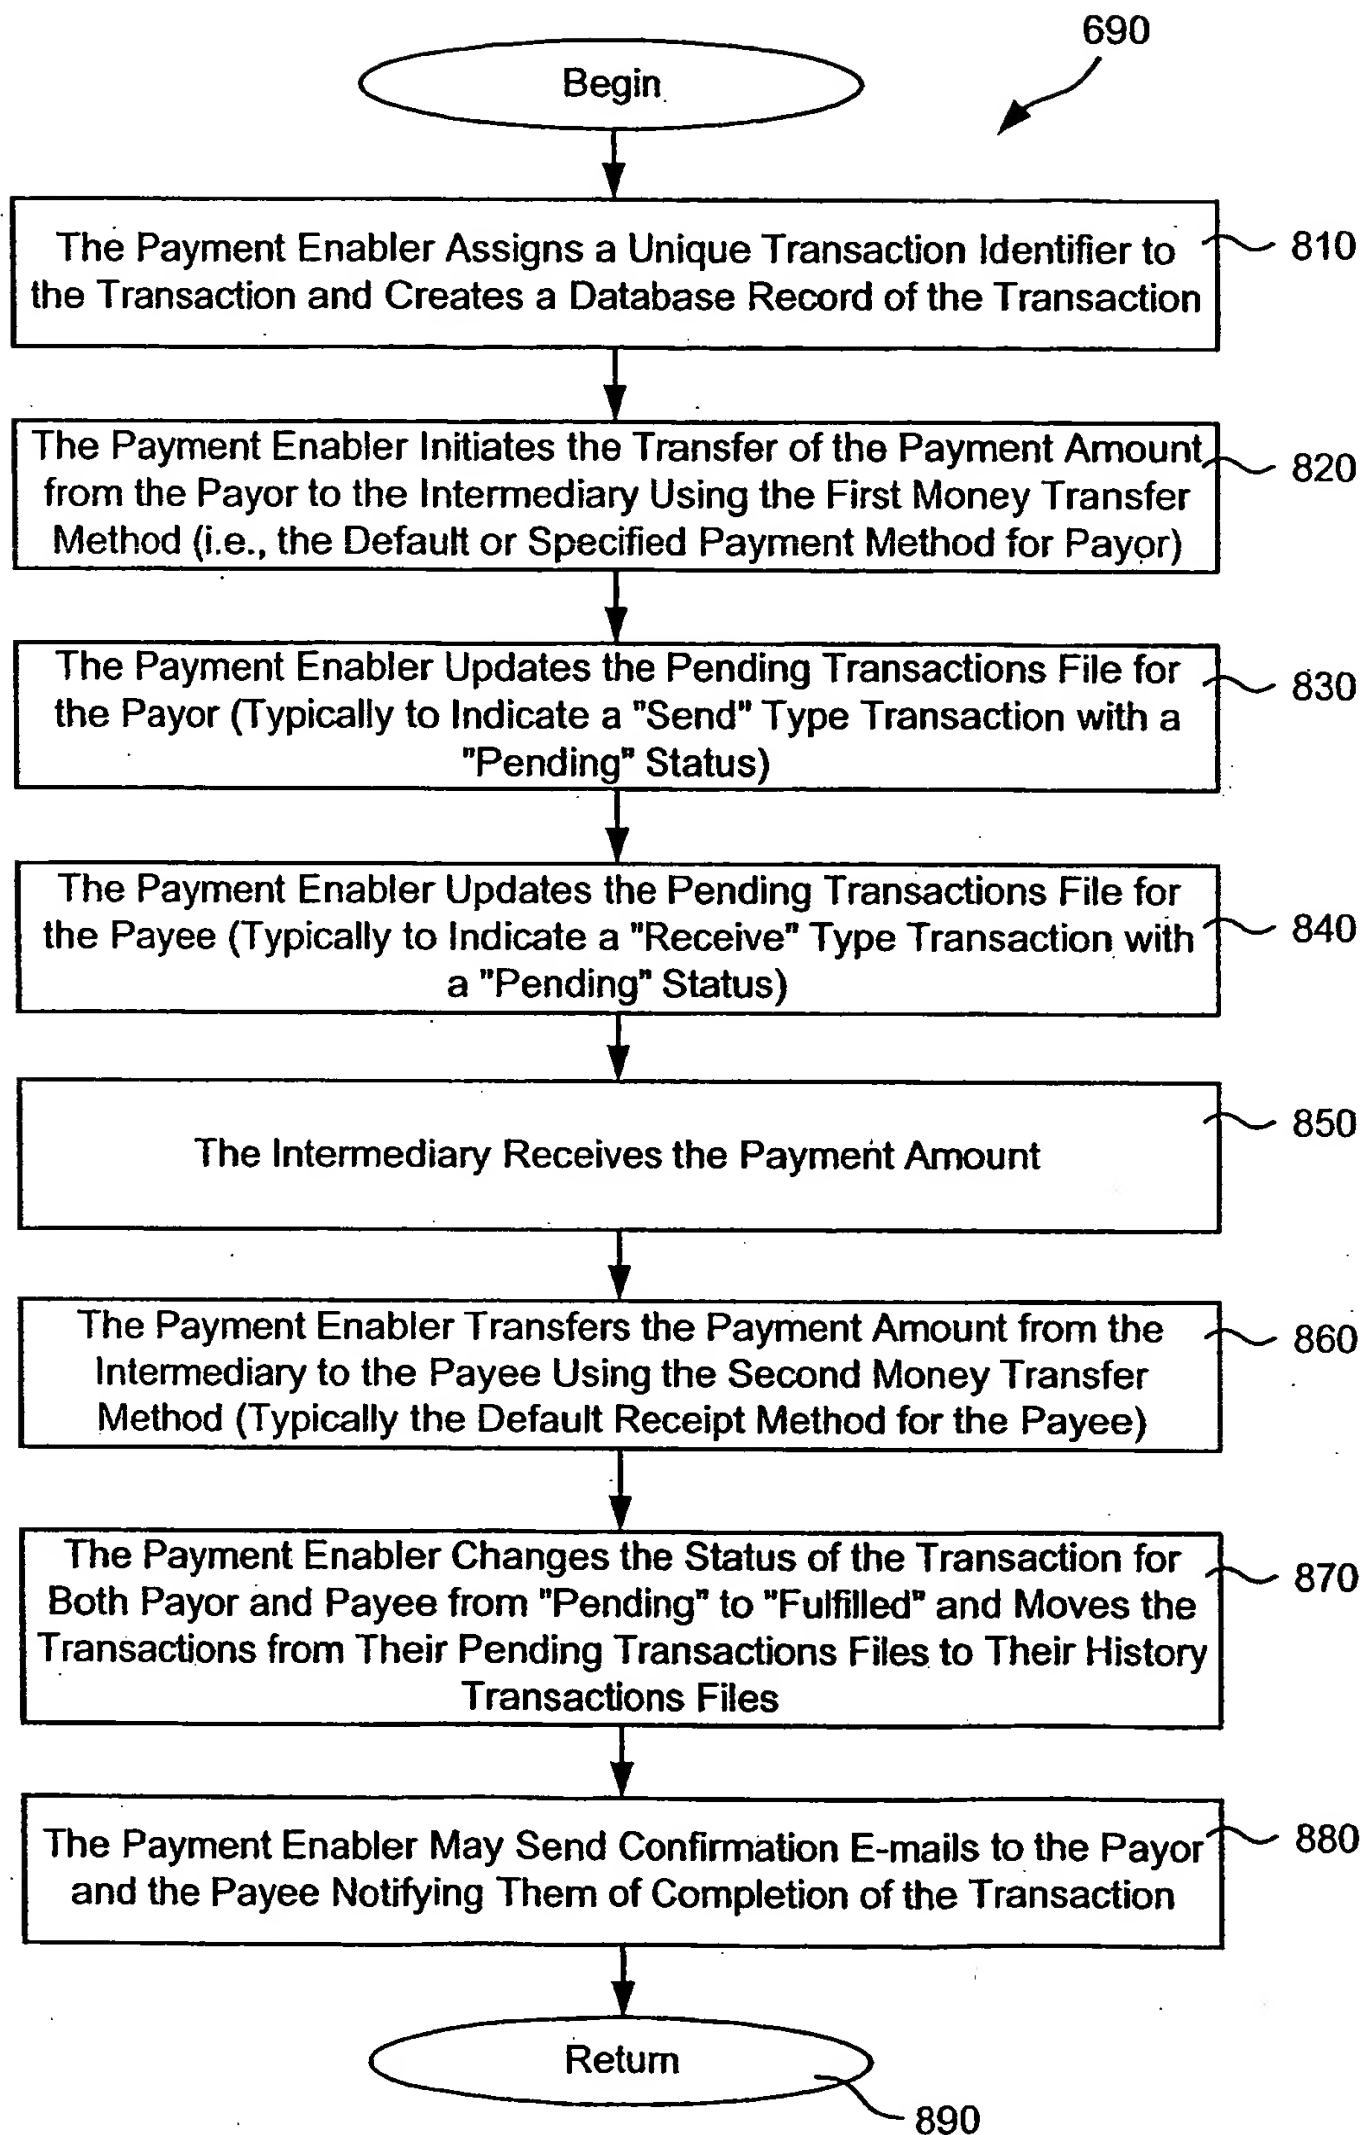 690
Begin
The Payment Enabler Assigns a Unique Transaction Identifier to
the Transaction and Creates a Database Record of the Transaction
810
The Payment Enabler Initiates the Transfer of the Payment Amount
from the Payor to the Intermediary Using the First Money Transfer
Method (i.e., the Default or Specified Payment Method for Payor)
820
The Payment Enabler Updates the Pending Transactions File for
the Payor (Typically to Indicate a "Send" Type Transaction with a
"Pending" Status)
830
The Payment Enabler Updates the Pending Transactions File for
the Payee (Typically to Indicate a "Receive" Type Transaction with
a "Pending" Status)
840
The Intermediary Receives the Payment Amount
850
The Payment Enabler Transfers the Payment Amount from the
Intermediary to the Payee Using the Second Money Transfer
Method (Typically the Default Receipt Method for the Payee)
860
The Payment Enabler Changes the Status of the Transaction for
Both Payor and Payee from "Pending" to "Fulfilled" and Moves the
Transactions from Their Pending Transactions Files to Their History
Transactions Files
870
The Payment Enabler May Send Confirmation E-mails to the Payor
and the Payee Notifying Them of Completion of the Transaction
880
Return
890